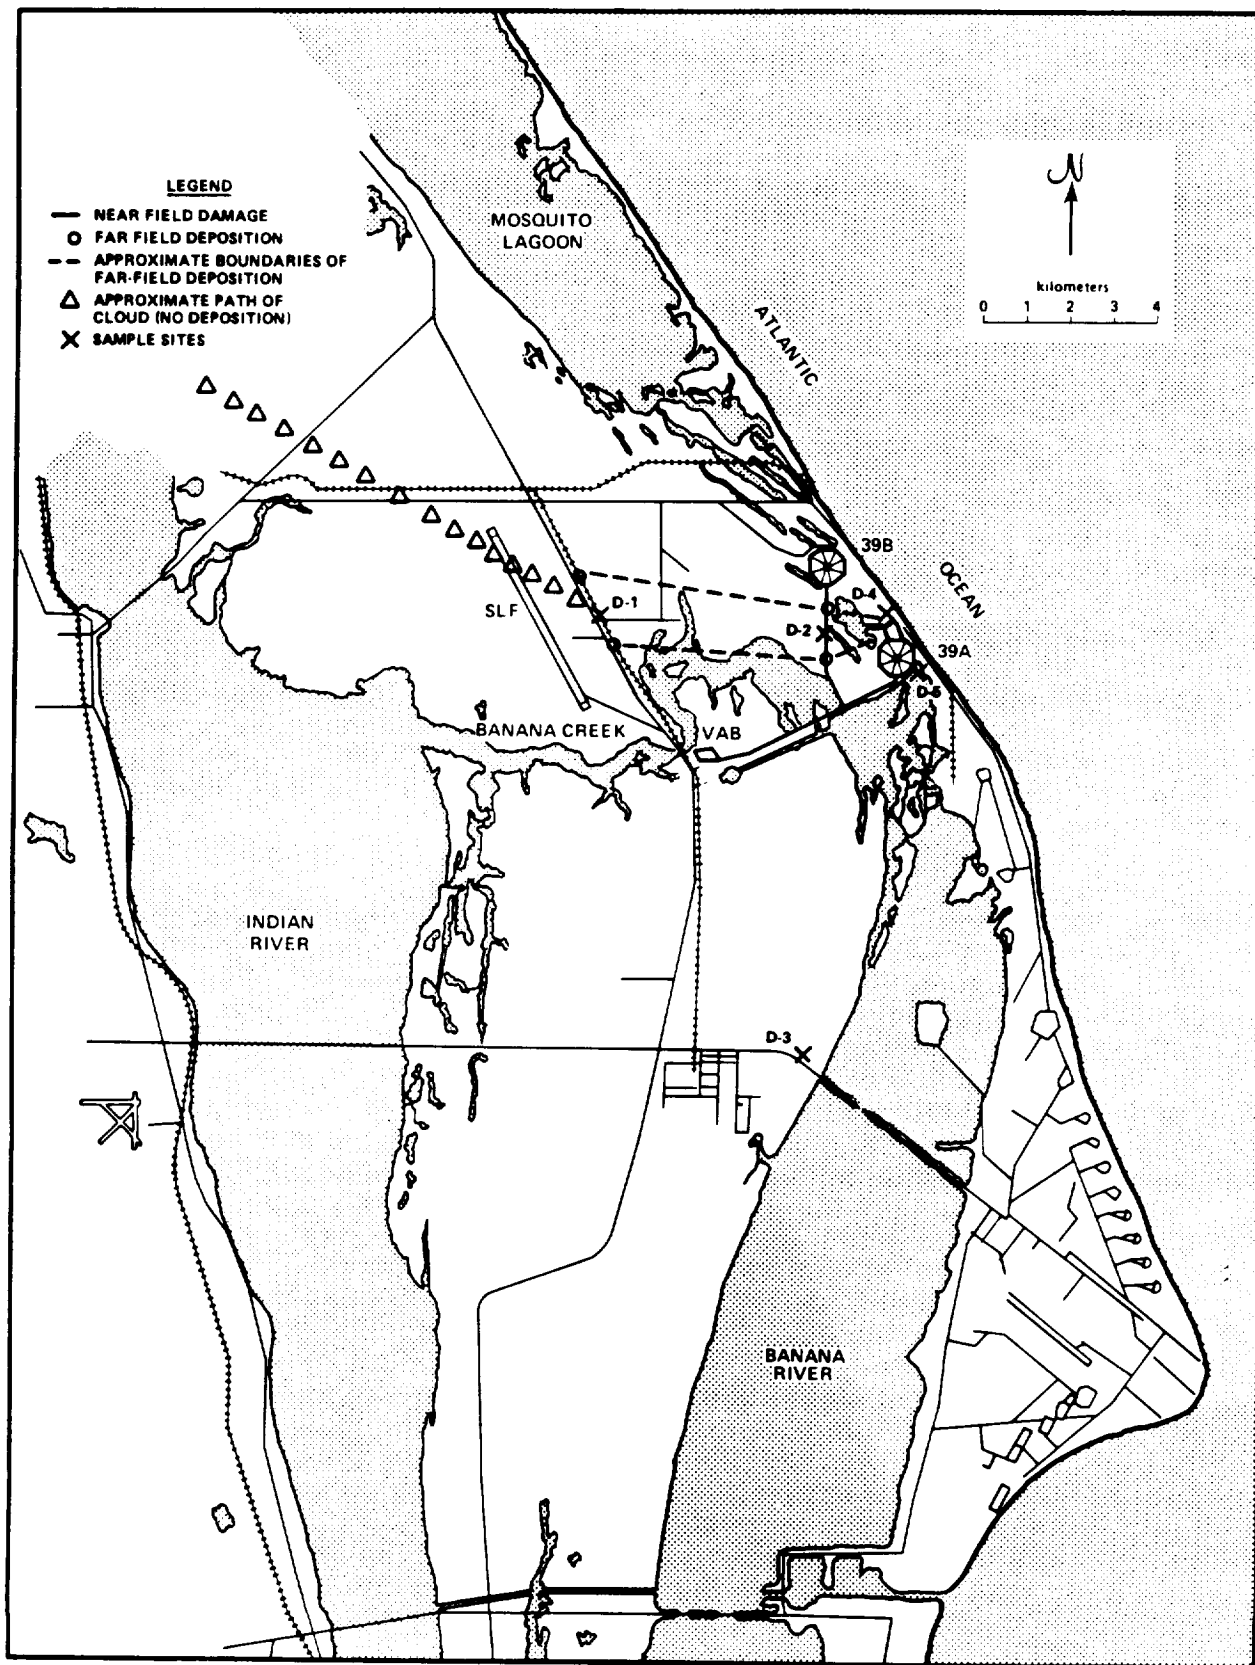 LEGEND
NEAR FIELD DAMAGE
FAR FIELD DEPOSITION
APPROXIMATE BOUNDARIES OF
FAR-FIELD DEPOSITION
APPROXIMATE PATH OF
CLOUD (NO DEPOSITION)
SAMPLE SITES
MOSQUITO
LAGOON
N
kilometers
0 1 2 3 4
ATLANTIC
OCEAN
39B
D-4
D-1
SLF
D-2
39A
D-5
BANANA CREEK
VAB
INDIAN
RIVER
D-3
BANANA
RIVER